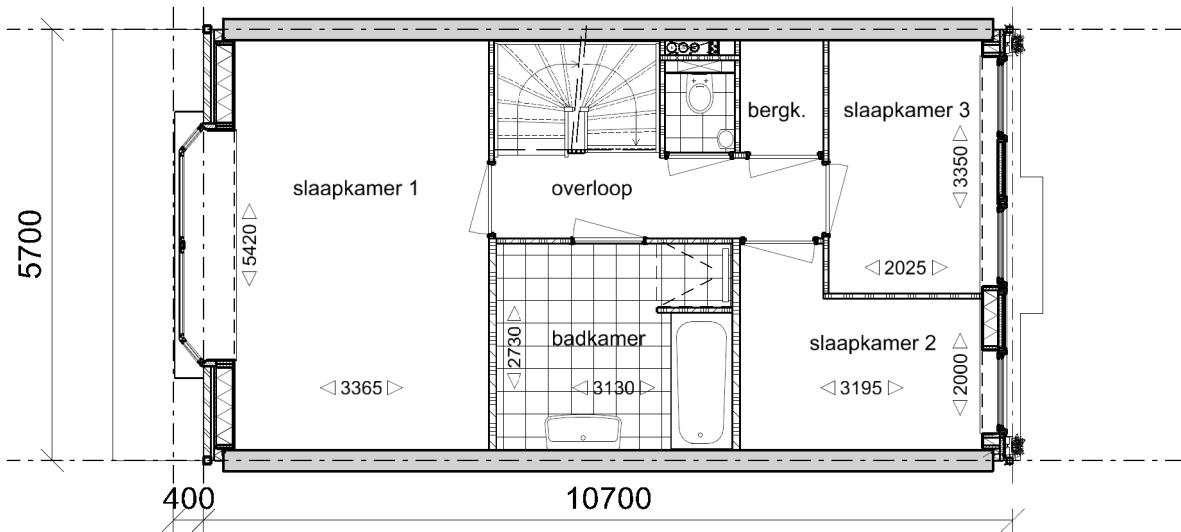 bergk.
slaapkamer 3
slaapkamer 1
overloop
3350
5420
5700
2025
badkamer
slaapkamer 2
2730
3365
3130
3195
2000
400
10700